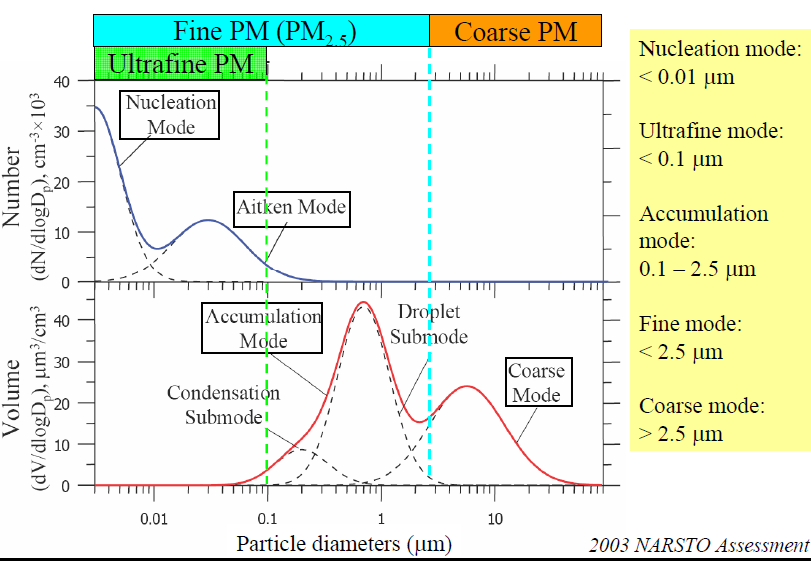 Fine PM (PM2.5)
Coarse PM
Ultrafine PM
Number
(dN/dlogDp), cm-3×103
40
30
20
10
0
Nucleation
Mode
Aitken Mode
Volume
(dV/dlogDp), μm3/cm3
40
30
20
10
0
Accumulation
Mode
Droplet
Submode
Condensation
Submode
Coarse
Mode
0.01
0.1
1
10
Particle diameters (μm)
Nucleation mode:
< 0.01 μm
Ultrafine mode:
< 0.1 μm
Accumulation
mode:
0.1 – 2.5 μm
Fine mode:
< 2.5 μm
Coarse mode:
> 2.5 μm
2003 NARSTO Assessment